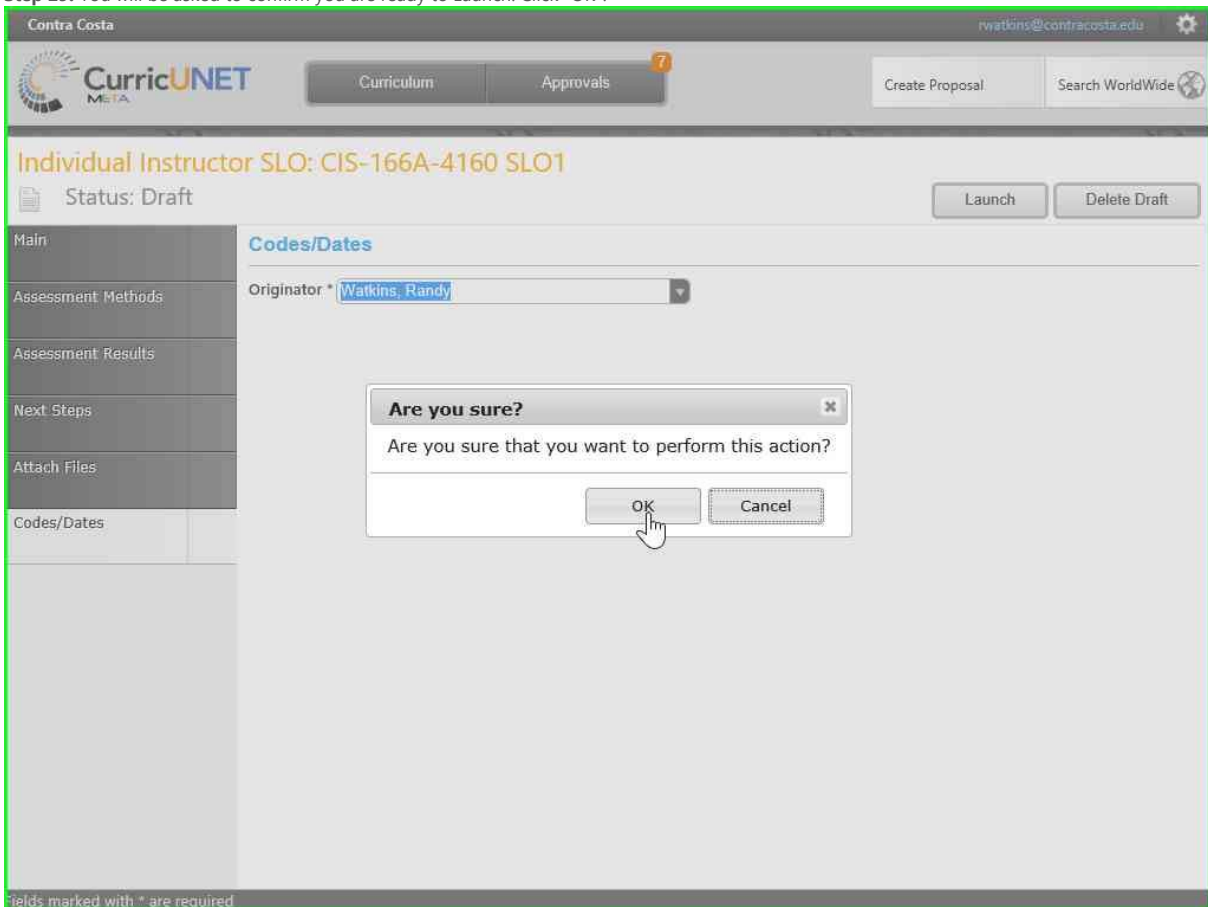 Step 23: You will be asked to confirm you are ready to Launch. Click "OK".
Contra Costa
rwatkins@contracosta.edu
CurricUNET
META
Curriculum
Approvals
7
Create Proposal
Search WorldWide
Individual Instructor SLO: CIS-166A-4160 SLO1
Status: Draft
Launch
Delete Draft
Main
Codes/Dates
Assessment Methods
Originator * Watkins, Randy
Assessment Results
Next Steps
Are you sure?
Are you sure that you want to perform this action?
Attach Files
OK
Cancel
Codes/Dates
Fields marked with * are required